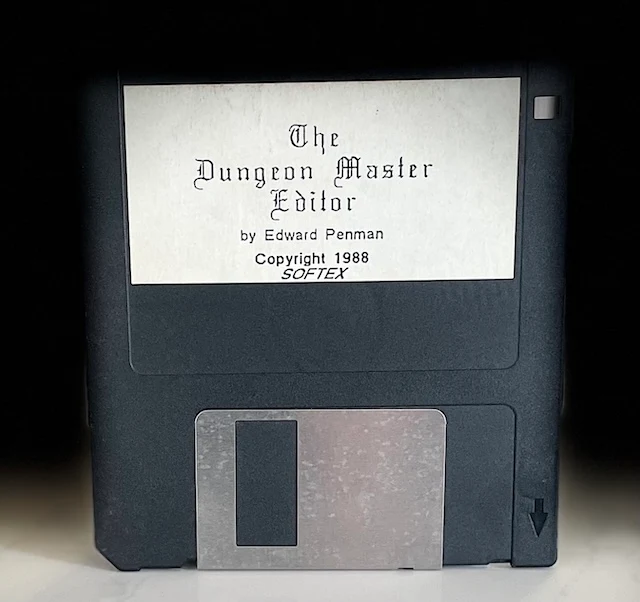 The
Dungeon Master
Editor
by Edward Penman
Copyright 1988
SOFTEX